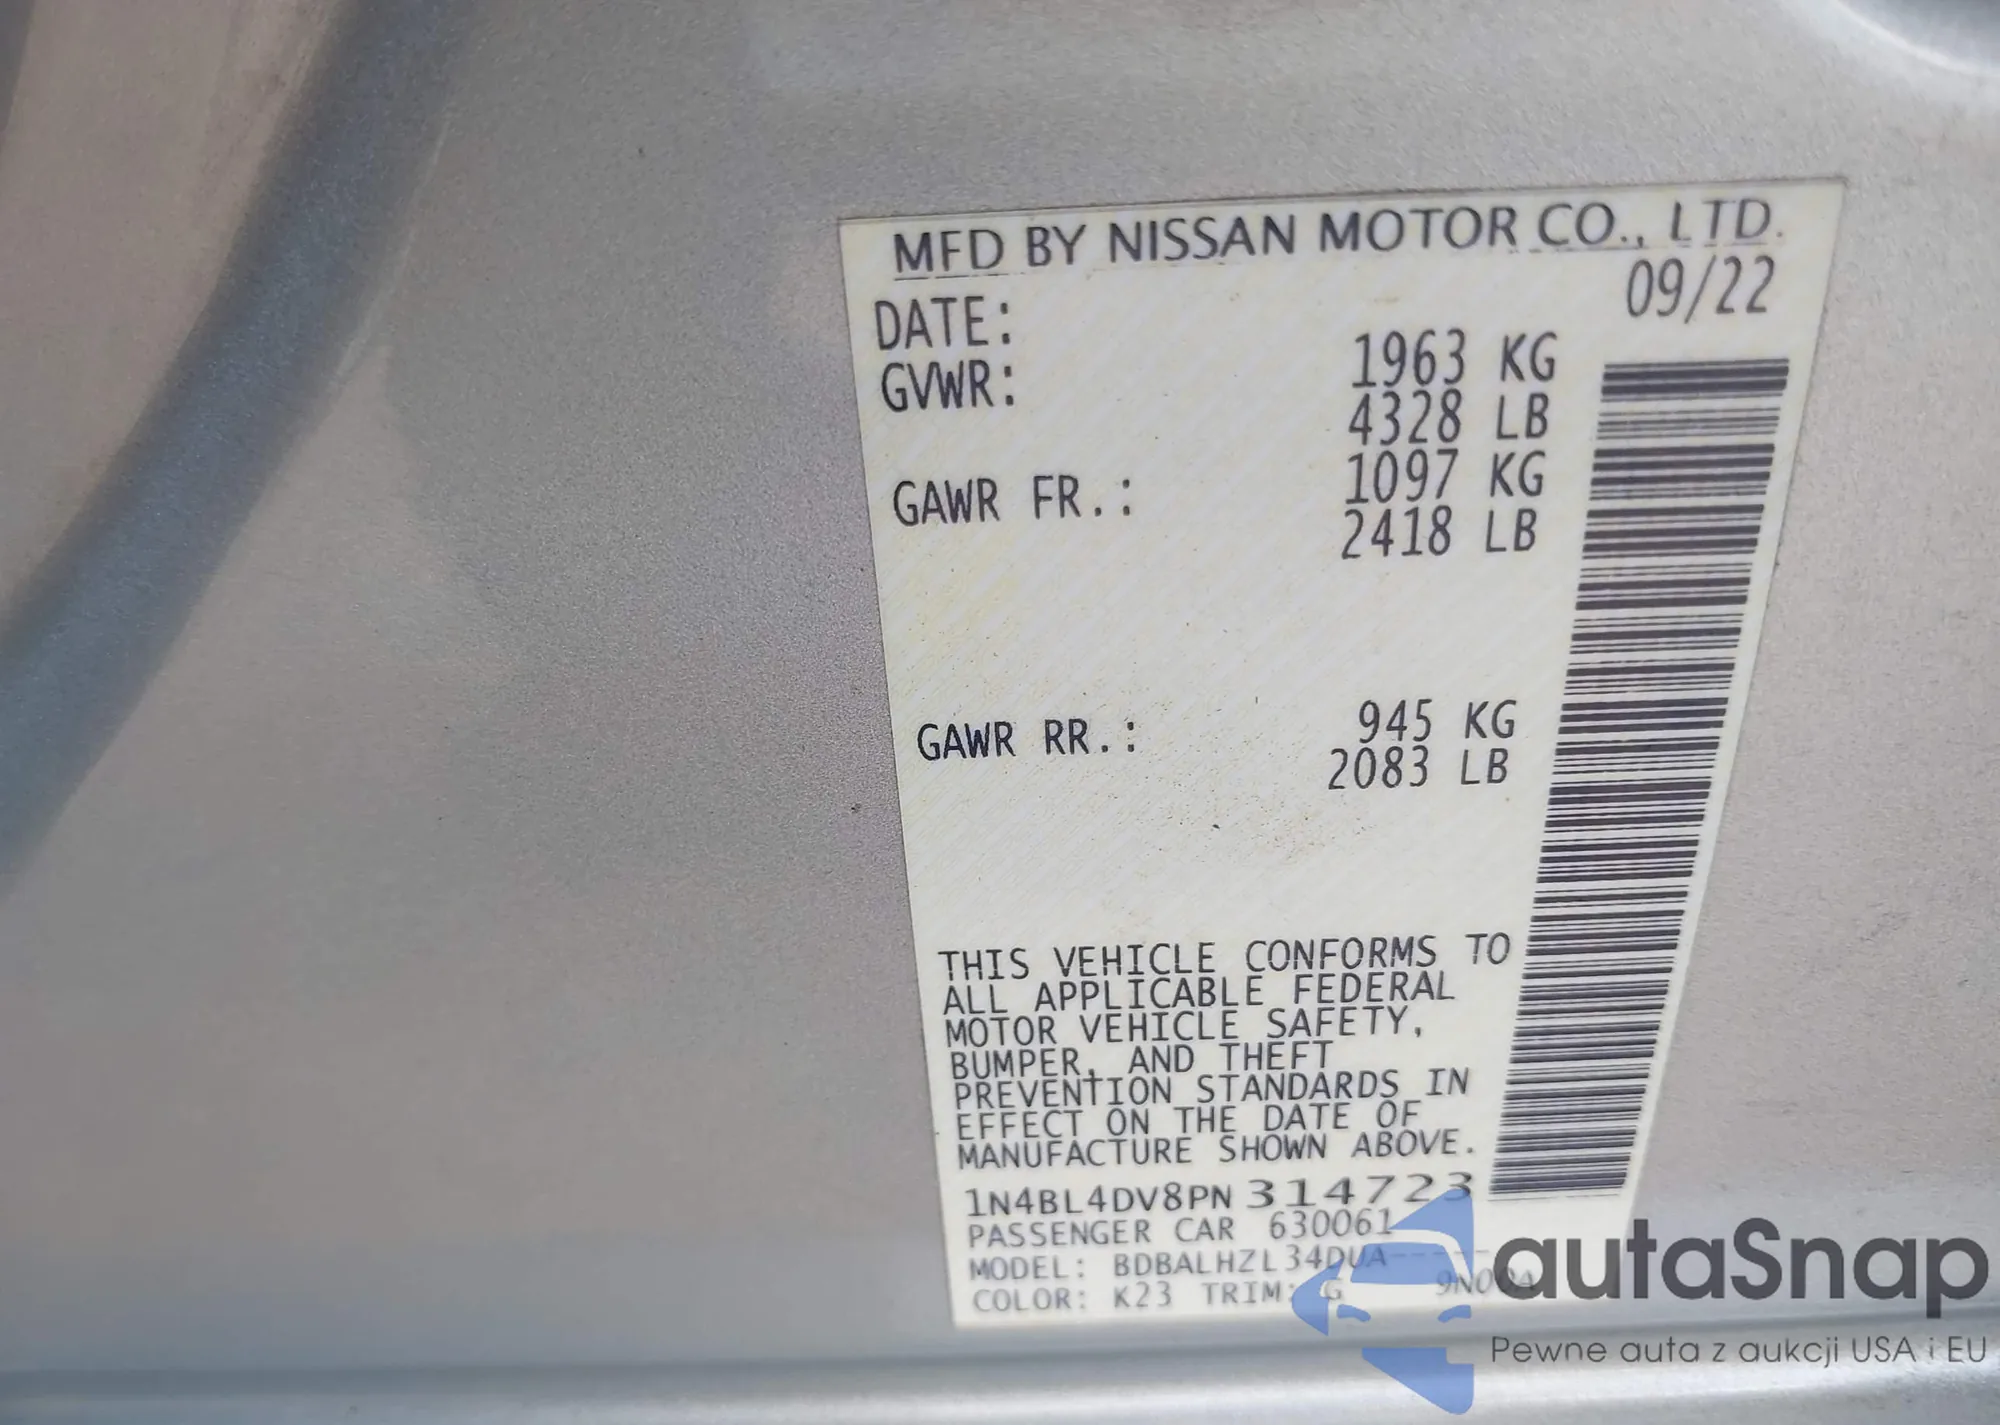 MFD BY NISSAN MOTOR CO., LTD.
DATE: 09/22
GVWR: 1963 KG
4328 LB
GAWR FR.: 1097 KG
2418 LB
GAWR RR.: 945 KG
2083 LB
THIS VEHICLE CONFORMS TO
ALL APPLICABLE FEDERAL
MOTOR VEHICLE SAFETY,
BUMPER, AND THEFT
PREVENTION STANDARDS IN
EFFECT ON THE DATE OF
MANUFACTURE SHOWN ABOVE.
1N4BL4DV8PN314723
PASSENGER CAR 630061
MODEL: BDBALHZL34DUA-----
COLOR: K23 TRIM: G
autaSnap
Pewne auta z aukcji USA i EU